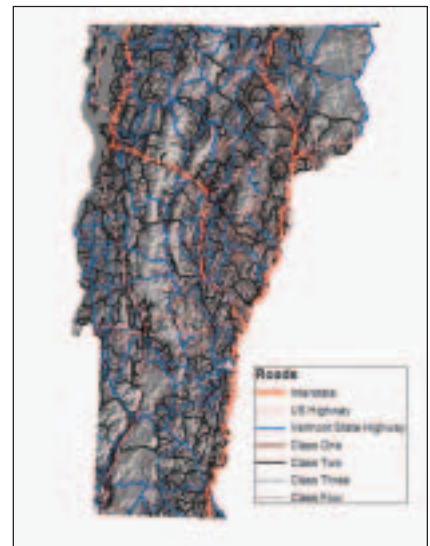 Roads
Interstate
US Highway
Vermont State Highway
Class One
Class Two
Class Three
Class Four